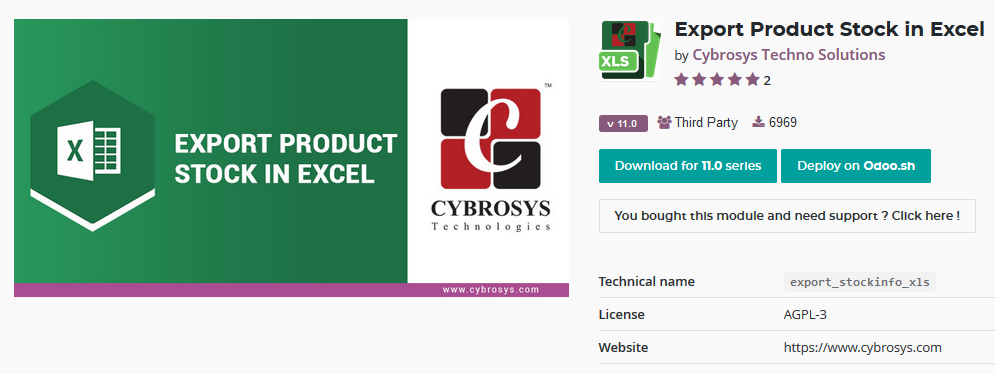 X
EXPORT PRODUCT
STOCK IN EXCEL
C
™
CYBROSYS
Technologies
www.cybrosys.com
XLS
Export Product Stock in Excel
by Cybrosys Techno Solutions
2
v 11.0 Third Party 6969
Download for 11.0 series Deploy on Odoo.sh
You bought this module and need support ? Click here !
Technical name export_stockinfo_xls
License AGPL-3
Website https://www.cybrosys.com